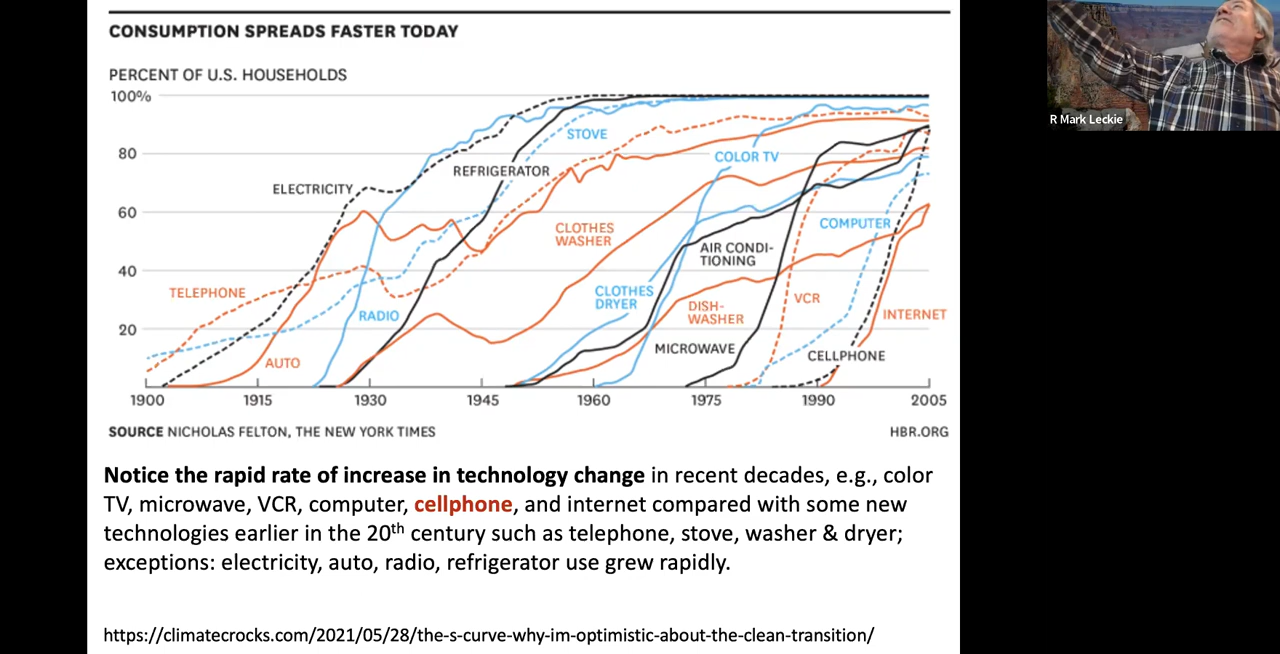 CONSUMPTION SPREADS FASTER TODAY
PERCENT OF U.S. HOUSEHOLDS
R Mark Leckie
100%
80
60
40
20
STOVE
COLOR TV
REFRIGERATOR
ELECTRICITY
CLOTHES
WASHER
COMPUTER
AIR CONDI-
TIONING
TELEPHONE
CLOTHES
DRYER
DISH-
WASHER
VCR
RADIO
INTERNET
MICROWAVE
CELLPHONE
AUTO
1900
1915
1930
1945
1960
1975
1990
2005
SOURCE NICHOLAS FELTON, THE NEW YORK TIMES
HBR.ORG
Notice the rapid rate of increase in technology change in recent decades, e.g., color
TV, microwave, VCR, computer, cellphone, and internet compared with some new
technologies earlier in the 20th century such as telephone, stove, washer & dryer;
exceptions: electricity, auto, radio, refrigerator use grew rapidly.
https://climatecrocks.com/2021/05/28/the-s-curve-why-im-optimistic-about-the-clean-transition/